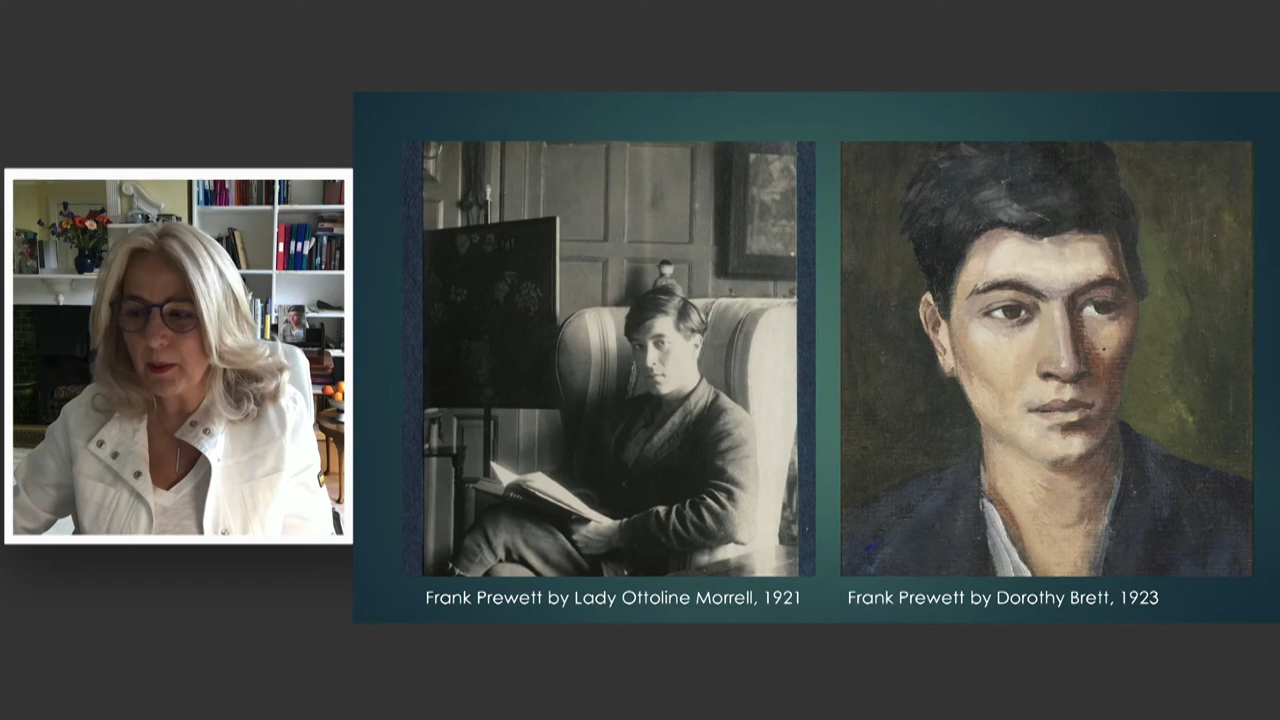 Frank Prewett by Lady Ottoline Morrell, 1921
Frank Prewett by Dorothy Brett, 1923